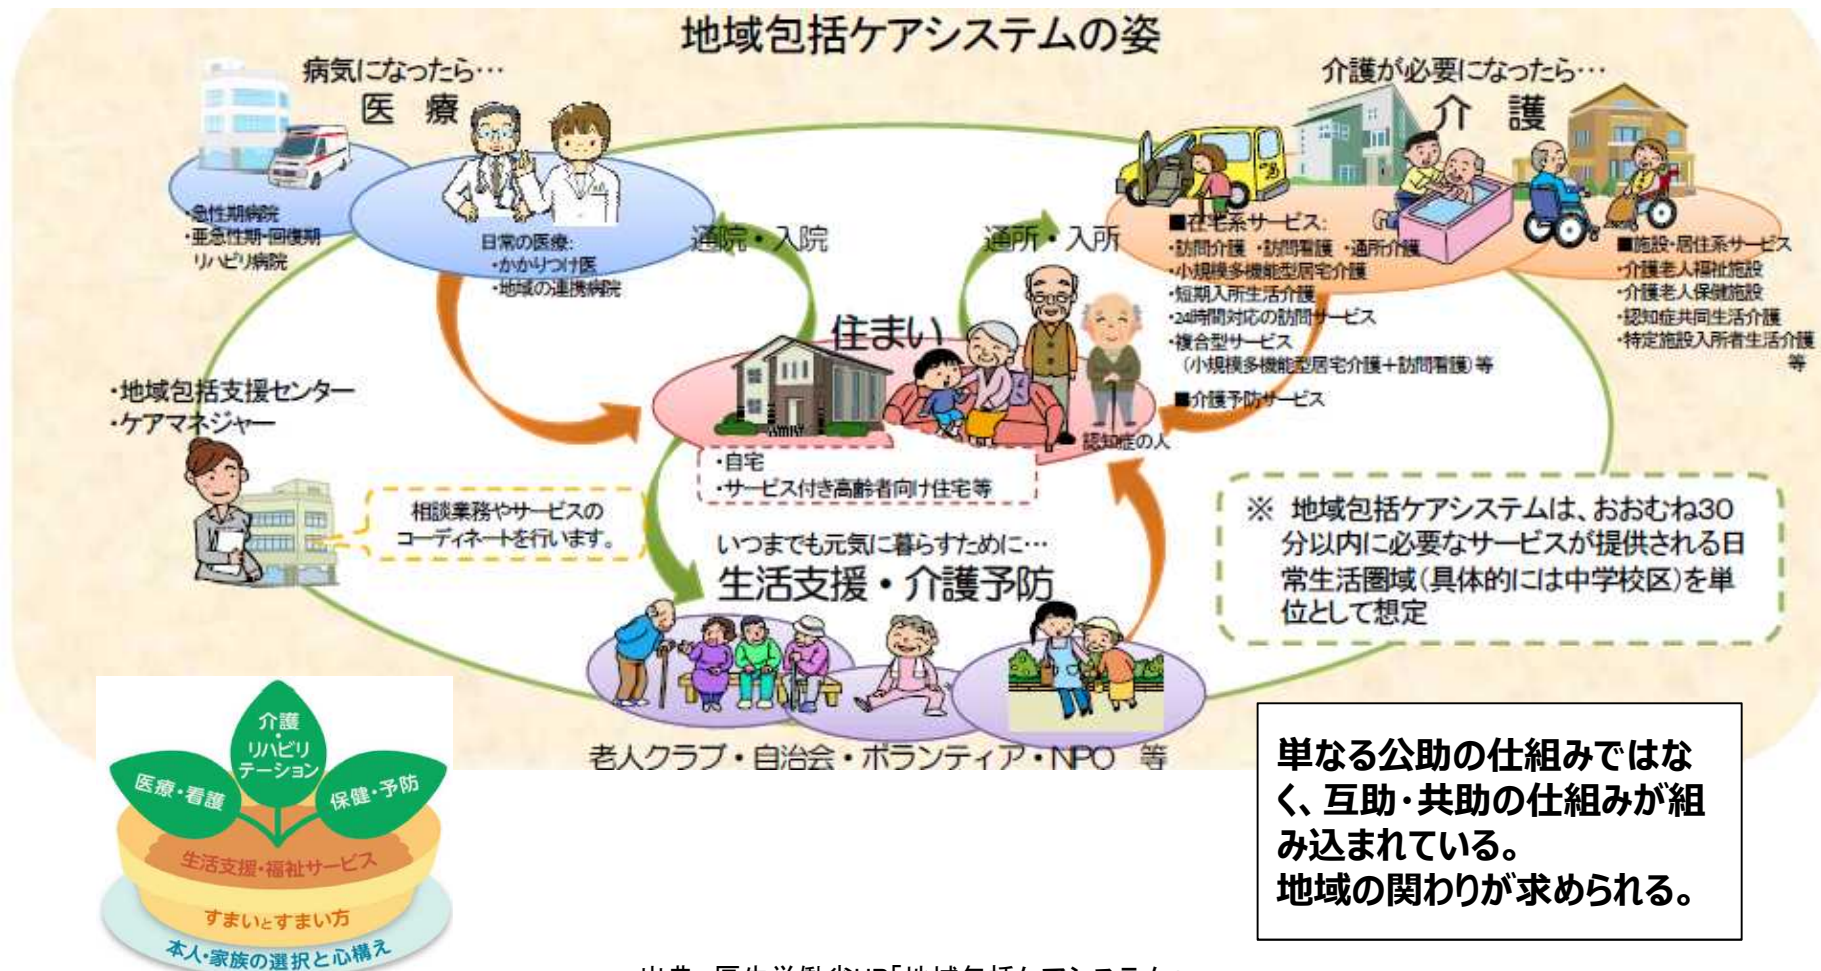 地域包括ケアシステムの姿
病気になったら…
医 療
・急性期病院
・亜急性期・回復期
リハビリ病院
日常の医療:
・かかりつけ医
・地域の連携病院
通院・入院
通所・入所
介護が必要になったら…
介 護
■在宅系サービス:
・訪問介護 ・訪問看護 ・通所介護
・小規模多機能型居宅介護
・短期入所生活介護
・24時間対応の訪問サービス
・複合型サービス
(小規模多機能型居宅介護+訪問看護)等
■介護予防サービス
■施設・居住系サービス
・介護老人福祉施設
・介護老人保健施設
・認知症共同生活介護
・特定施設入所者生活介護
等
住まい
認知症の人
・自宅
・サービス付き高齢者向け住宅等
・地域包括支援センター
・ケアマネジャー
相談業務やサービスの
コーディネートを行います。
いつまでも元気に暮らすために…
生活支援・介護予防
老人クラブ・自治会・ボランティア・NPO 等
※ 地域包括ケアシステムは、おおむね30
分以内に必要なサービスが提供される日
常生活圏域(具体的には中学校区)を単
位として想定
介護
・
リハビリ
テーション
医療・看護
保健・予防
生活支援・福祉サービス
すまいとすまい方
本人・家族の選択と心構え
単なる公助の仕組みではな
く、互助・共助の仕組みが組
み込まれている。
地域の関わりが求められる。